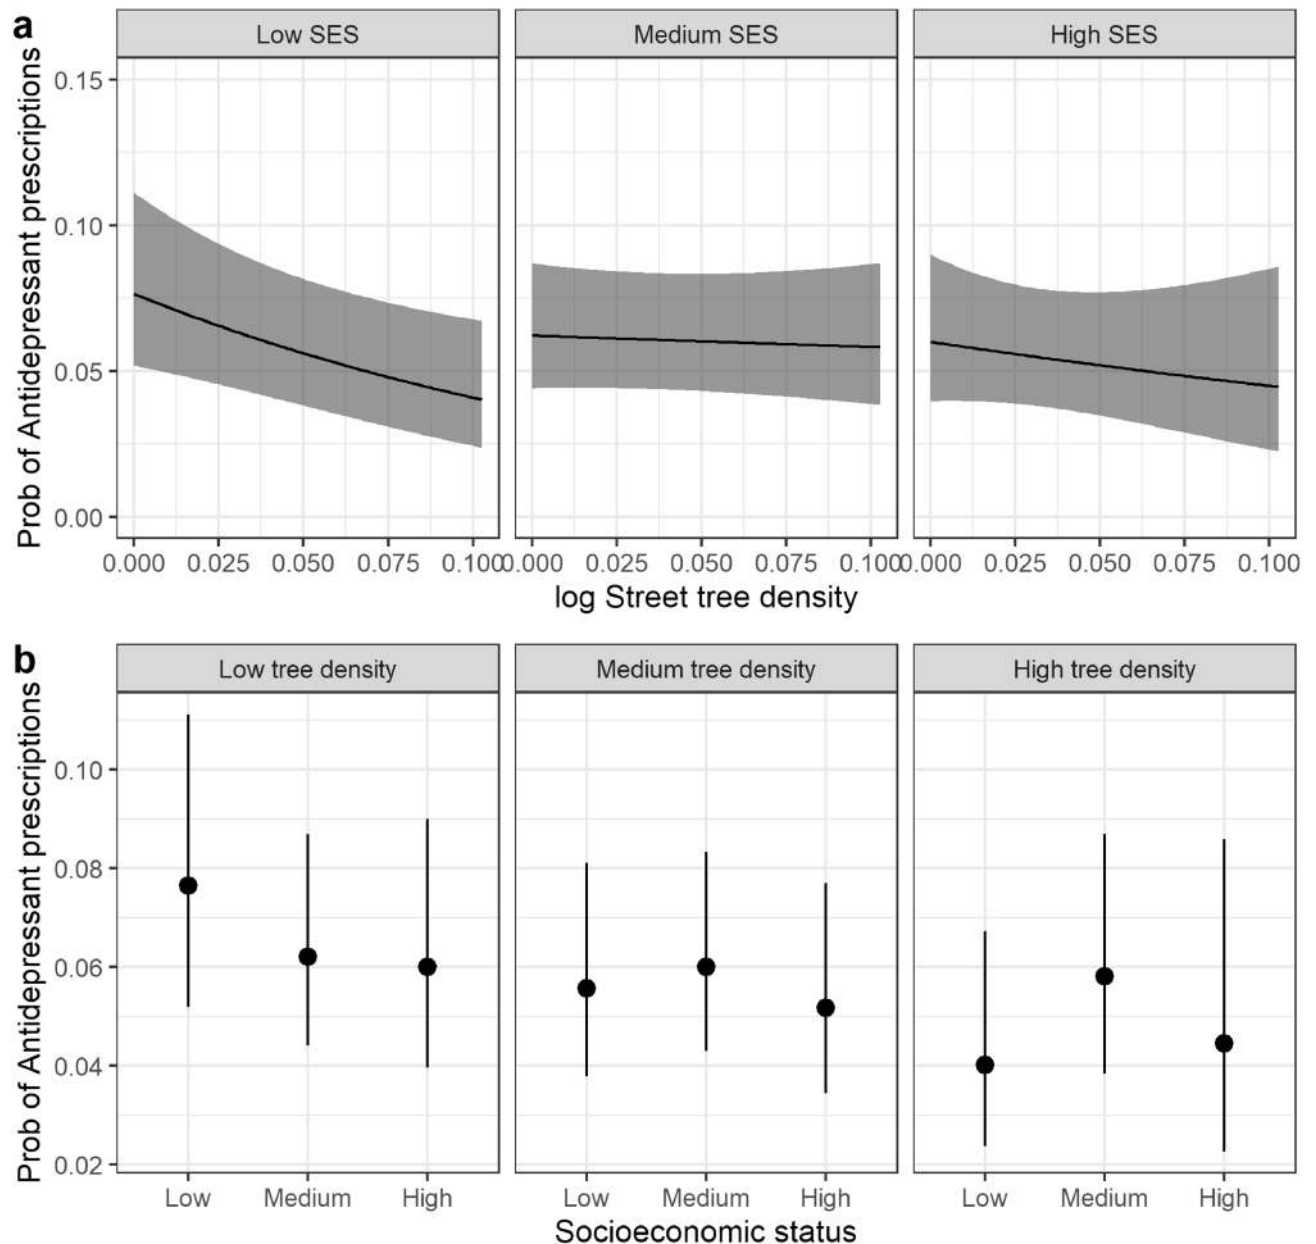 a
Low SES Medium SES High SES
Prob of Antidepressant prescriptions
0.15
0.10
0.05
0.00
0.000 0.025 0.050 0.075 0.100 0.000 0.025 0.050 0.075 0.100 0.000 0.025 0.050 0.075 0.100
log Street tree density
b
Low tree density Medium tree density High tree density
Prob of Antidepressant prescriptions
0.10
0.08
0.06
0.04
0.02
Low Medium High Low Medium High Low Medium High
Socioeconomic status